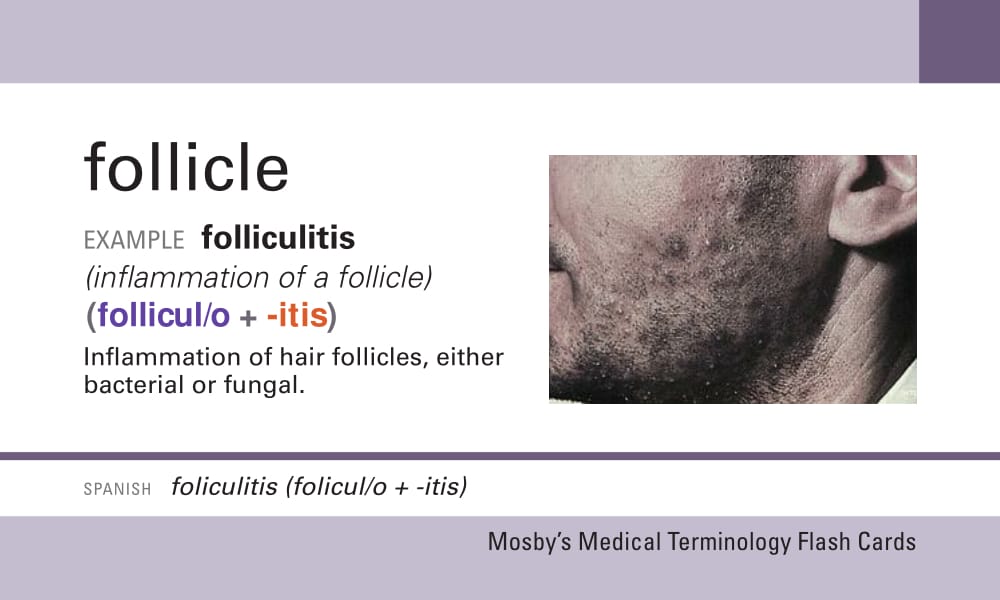 follicle
EXAMPLE folliculitis
(inflammation of a follicle)
(follicul/o + -itis)
Inflammation of hair follicles, either
bacterial or fungal.
SPANISH foliculitis (folicul/o + -itis)
Mosby's Medical Terminology Flash Cards